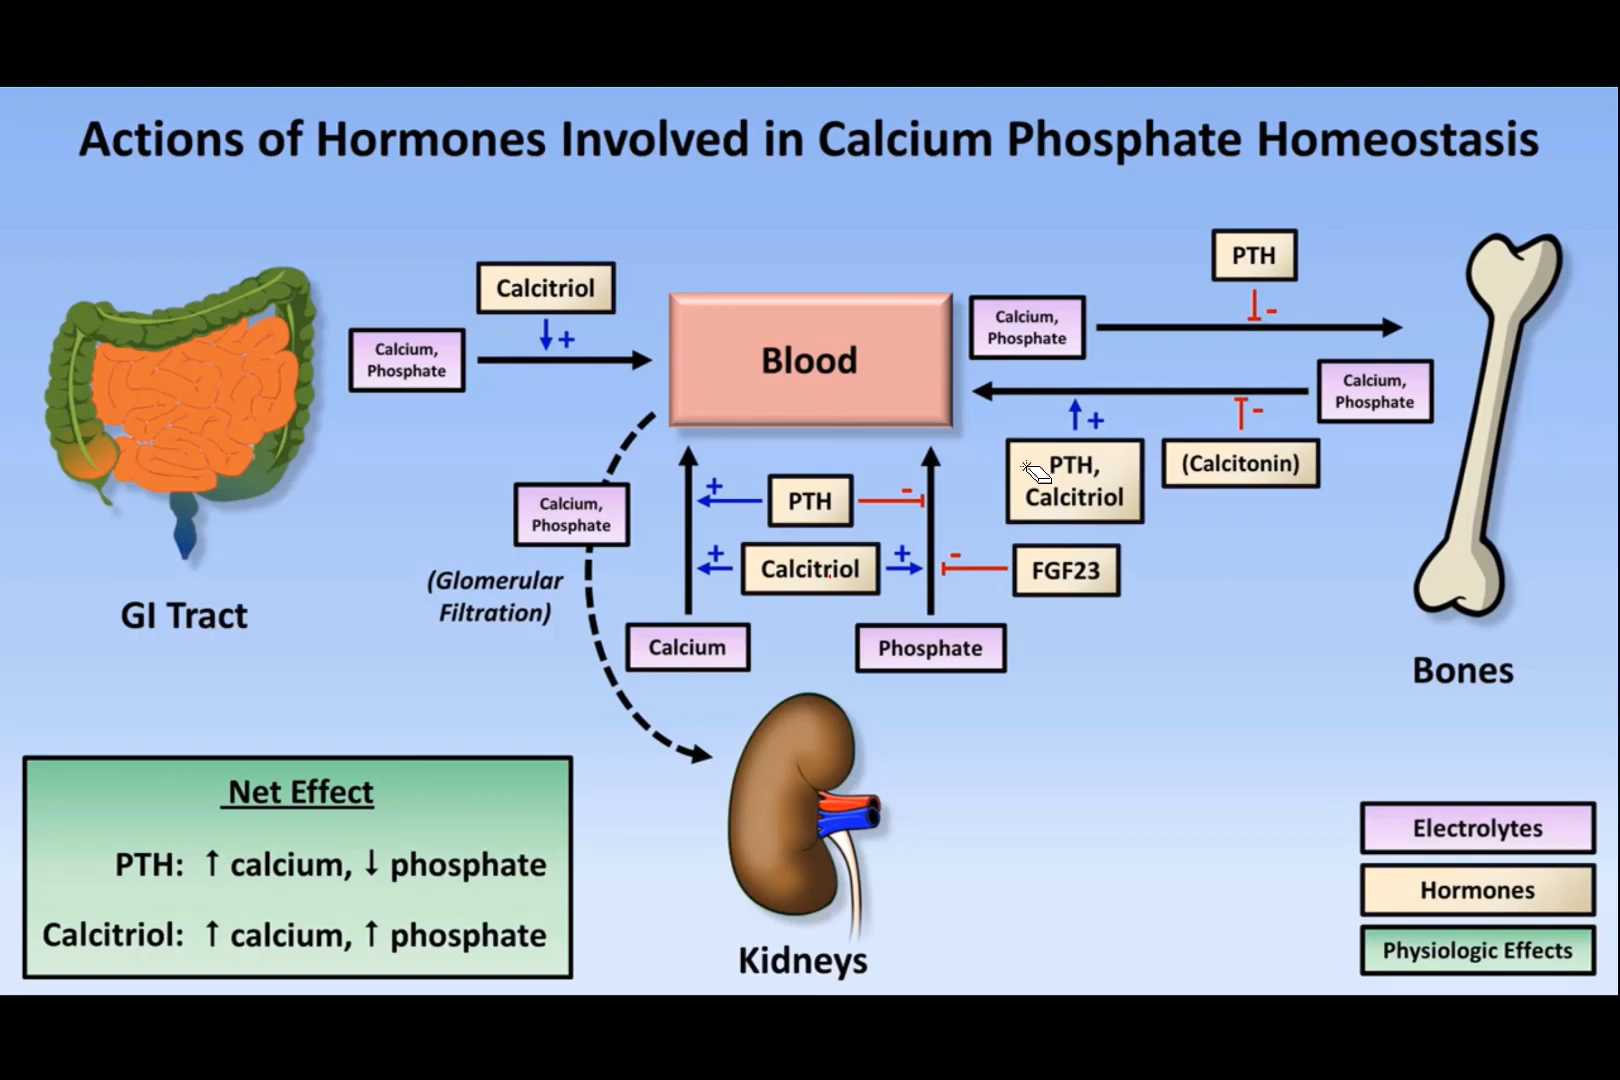 Actions of Hormones Involved in Calcium Phosphate Homeostasis
PTH
Calcitriol
+
Calcium,
Phosphate
Blood
Calcium,
Phosphate
-
Calcium,
Phosphate
+
-
PTH,
Calcitriol
(Calcitonin)
Calcium,
Phosphate
(Glomerular
Filtration)
+
PTH
-
+
Calcitriol
+
-
FGF23
Calcium
Phosphate
GI Tract
Bones
Kidneys
Net Effect
PTH: ↑ calcium, ↓ phosphate
Calcitriol: ↑ calcium, ↑ phosphate
Electrolytes
Hormones
Physiologic Effects